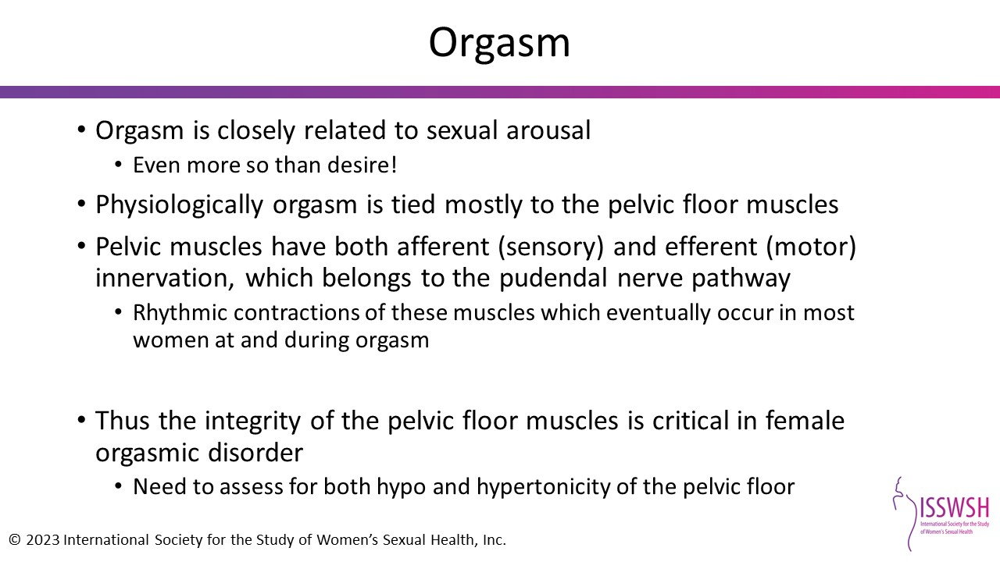 Orgasm
• Orgasm is closely related to sexual arousal
• Even more so than desire!
• Physiologically orgasm is tied mostly to the pelvic floor muscles
• Pelvic muscles have both afferent (sensory) and efferent (motor)
innervation, which belongs to the pudendal nerve pathway
• Rhythmic contractions of these muscles which eventually occur in most
women at and during orgasm
• Thus the integrity of the pelvic floor muscles is critical in female
orgasmic disorder
• Need to assess for both hypo and hypertonicity of the pelvic floor
ISSWSH
International Society for the Study
of Women's Sexual Health
© 2023 International Society for the Study of Women’s Sexual Health, Inc.